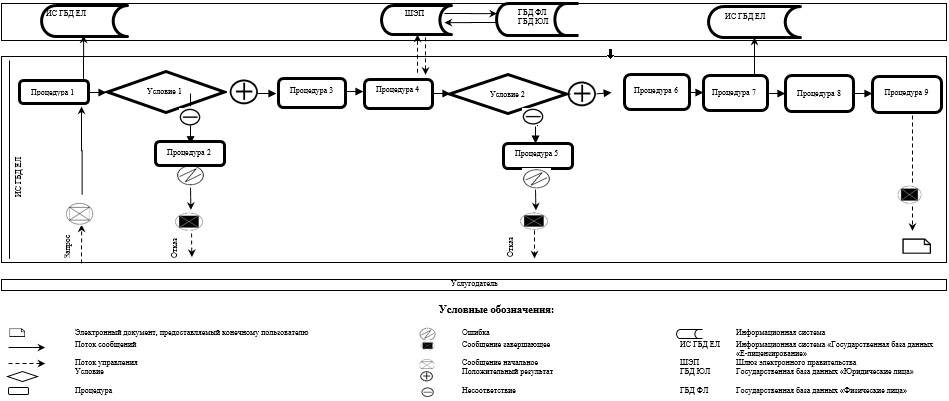 ИС ГБД ЕЛ
ШЭП
ГБД ФЛ
ГБД ЮЛ
ИС ГБД ЕЛ
Процедура 1
Условие 1
Процедура 3
Процедура 4
Условие 2
Процедура 6
Процедура 7
Процедура 8
Процедура 9
Процедура 2
Процедура 5
ИС ГБД ЕЛ
Запрос
Отказ
Отказ
Услугодатель
Условные обозначения:
Электронный документ, предоставляемый конечному пользователю
Ошибка
Информационная система
Поток сообщений
Сообщение завершающее
ИС ГБД ЕЛ
Информационная система «Государственная база данных
«Е-лицензирование»
Поток управления
Сообщение начальное
ШЭП
Шлюз электронного правительства
Условие
Положительный результат
ГБД ЮЛ
Государственная база данных «Юридические лица»
Процедура
Несоответствие
ГБД ФЛ
Государственная база данных «Физические лица»